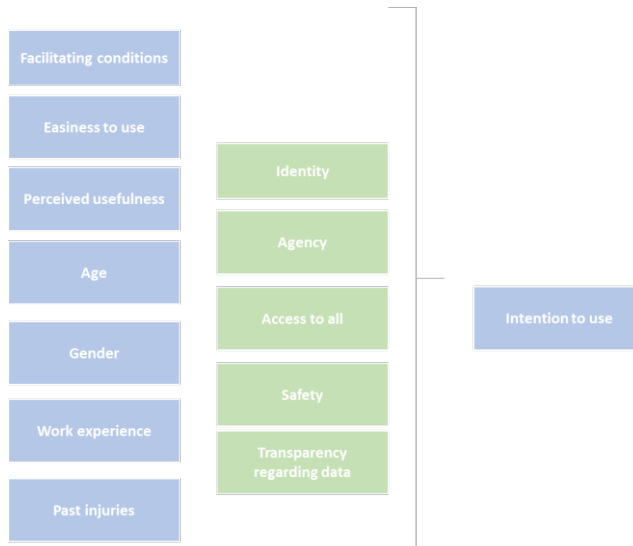 Facilitating conditions
Easiness to use
Perceived usefulness
Age
Gender
Work experience
Past injuries
Identity
Agency
Access to all
Safety
Transparency
regarding data
Intention to use